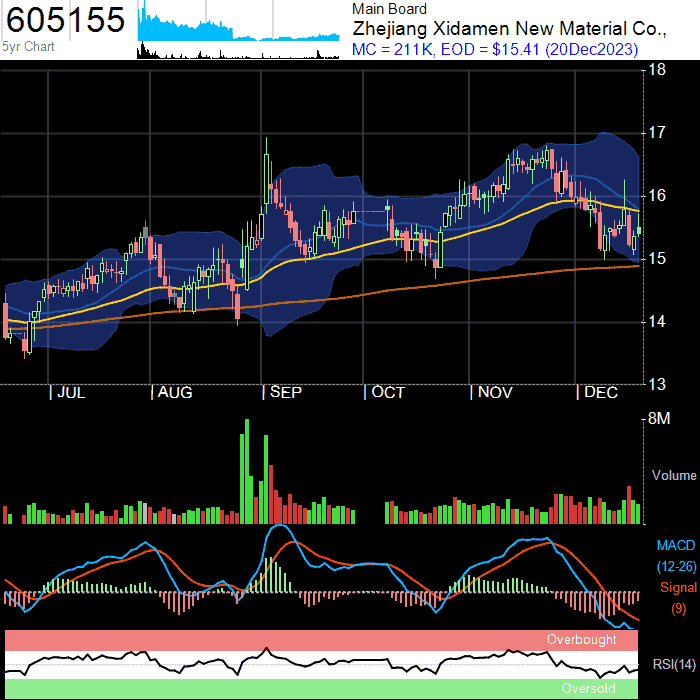 605155
5yr Chart
Main Board
Zhejiang Xidamen New Material Co.,
MC = 211K, EOD = $15.41 (20Dec2023)
18
17
16
15
14
13
| JUL | AUG | SEP | OCT | NOV | DEC
8M
Volume
MACD
(12-26)
Signal
(9)
Overbought
RSI(14)
Oversold